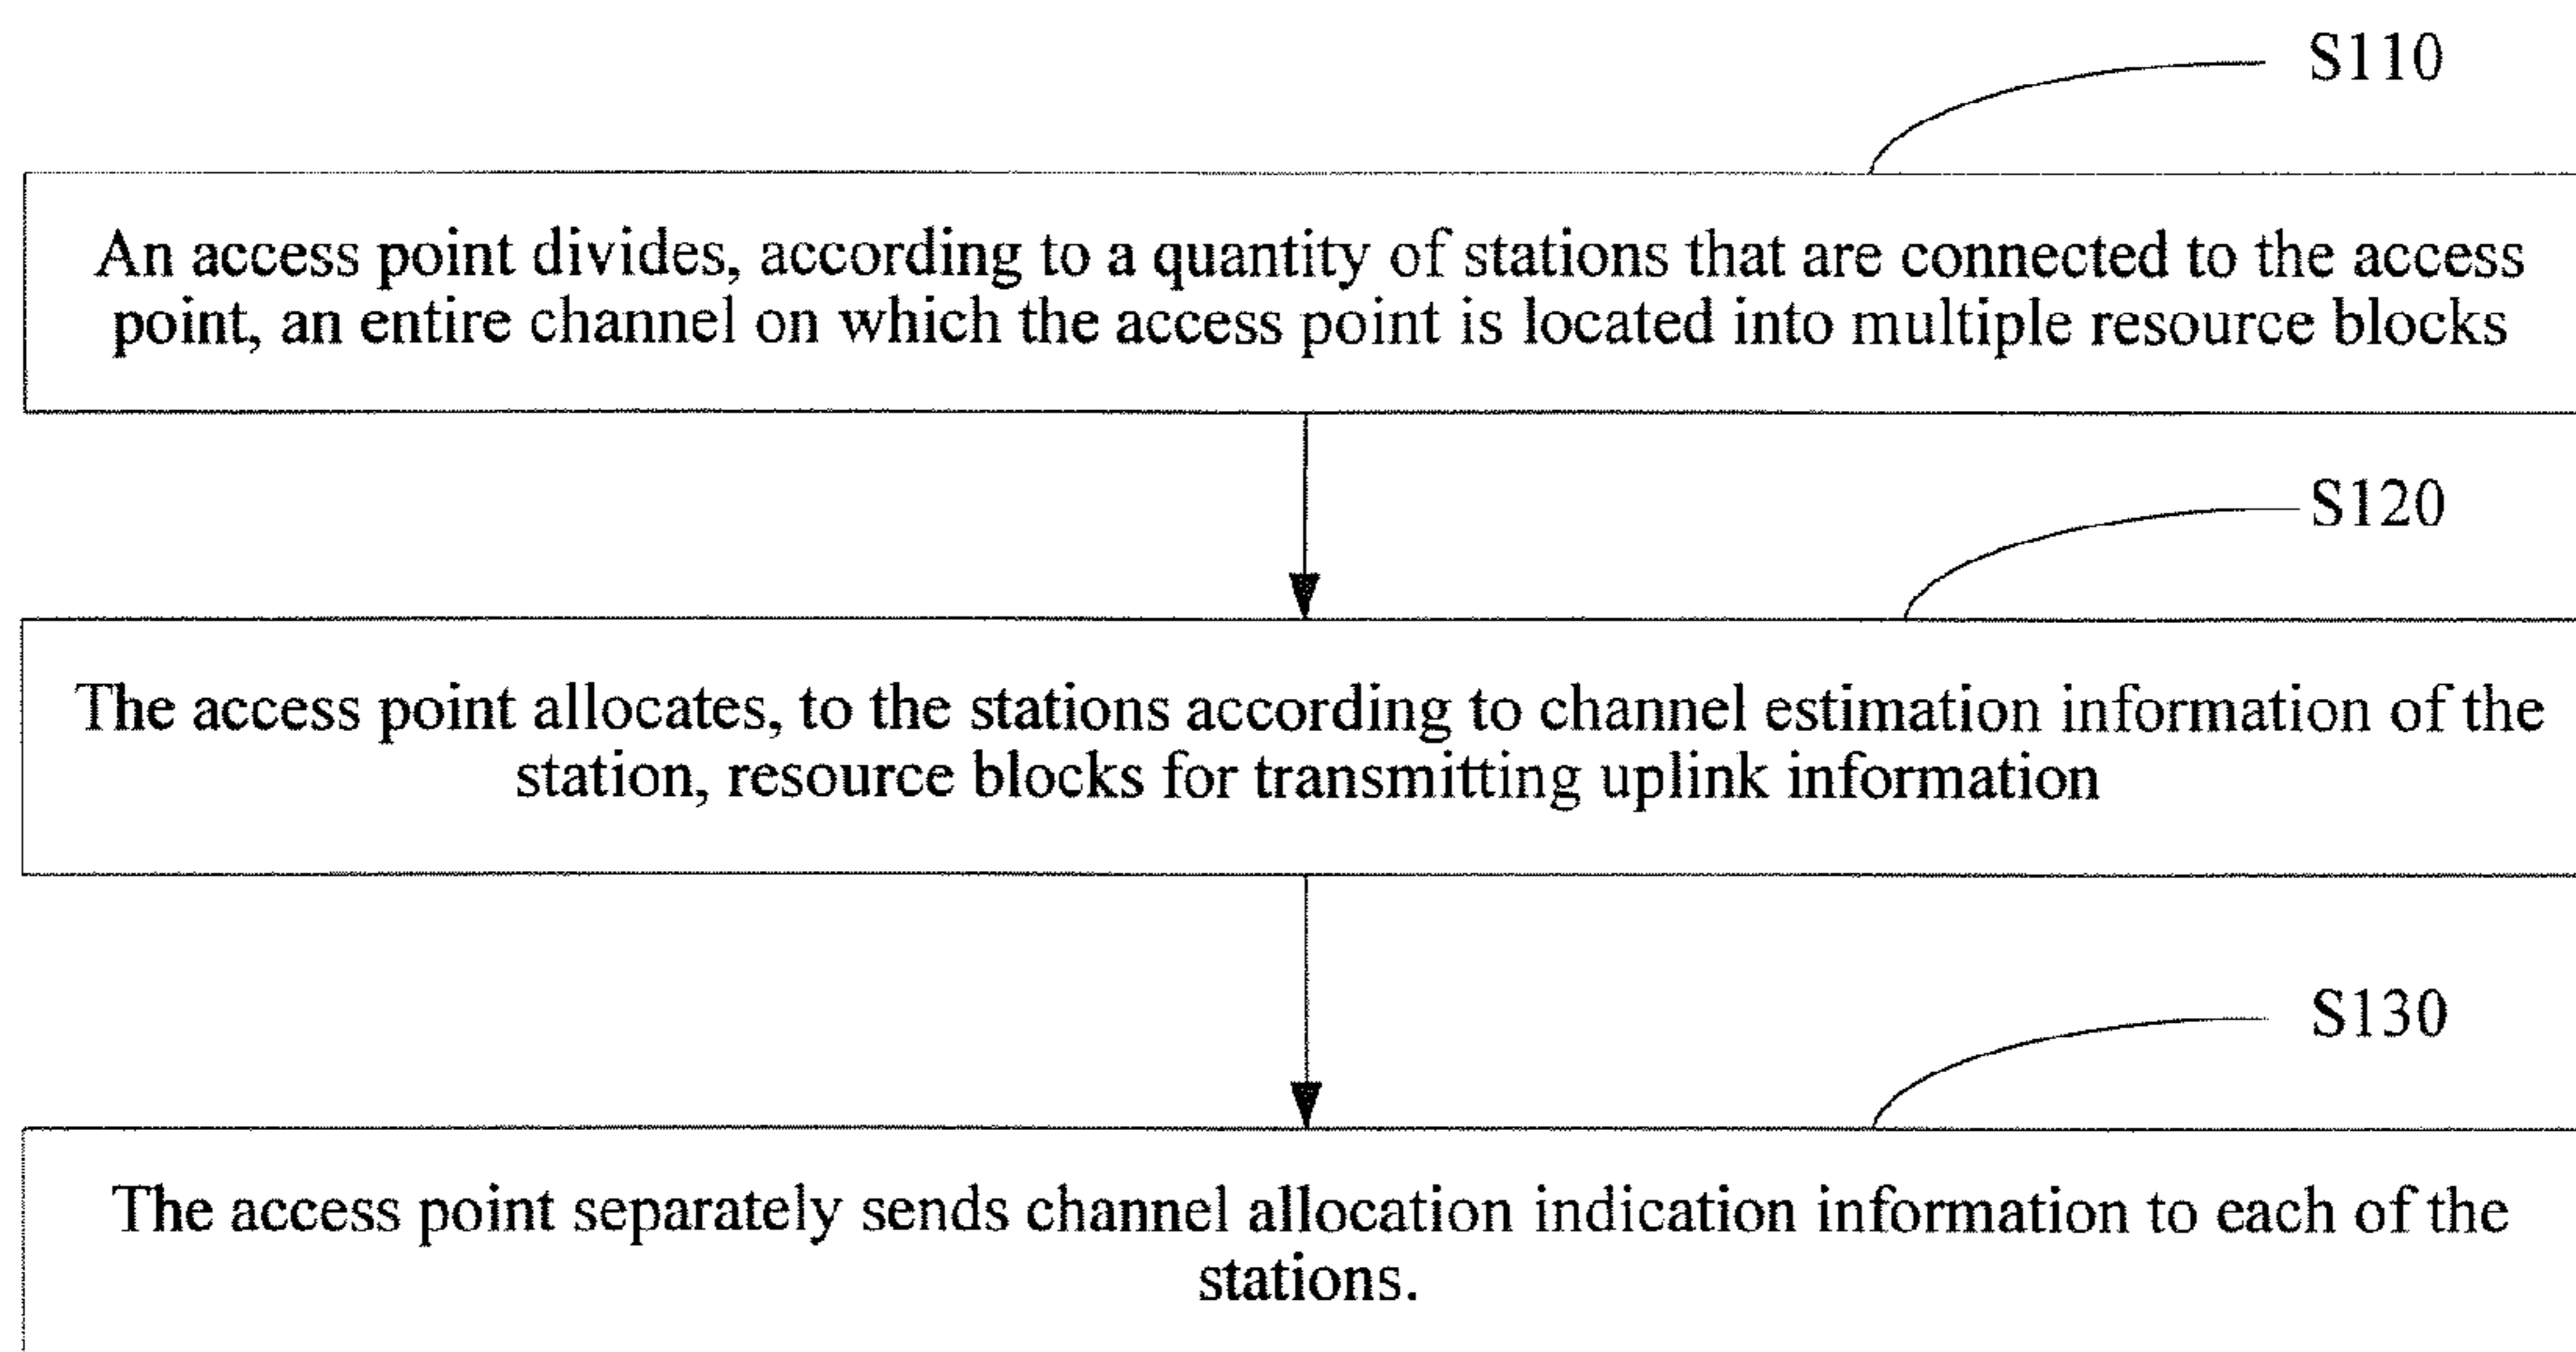 S110
An access point divides, according to a quantity of stations that are connected to the access
point, an entire channel on which the access point is located into multiple resource blocks
S120
The access point allocates, to the stations according to channel estimation information of the
station, resource blocks for transmitting uplink information
S130
The access point separately sends channel allocation indication information to each of the
stations.